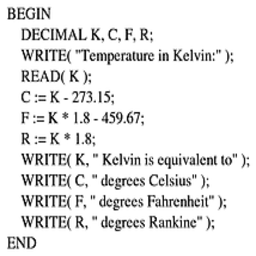 BEGIN
DECIMAL K, C, F, R;
WRITE( "Temperature in Kelvin:" );
READ( K );
C := K - 273.15;
F := K * 1.8 - 459.67;
R := K * 1.8;
WRITE( K, " Kelvin is equivalent to" );
WRITE( C, " degrees Celsius" );
WRITE( F, " degrees Fahrenheit" );
WRITE( R, " degrees Rankine" );
END